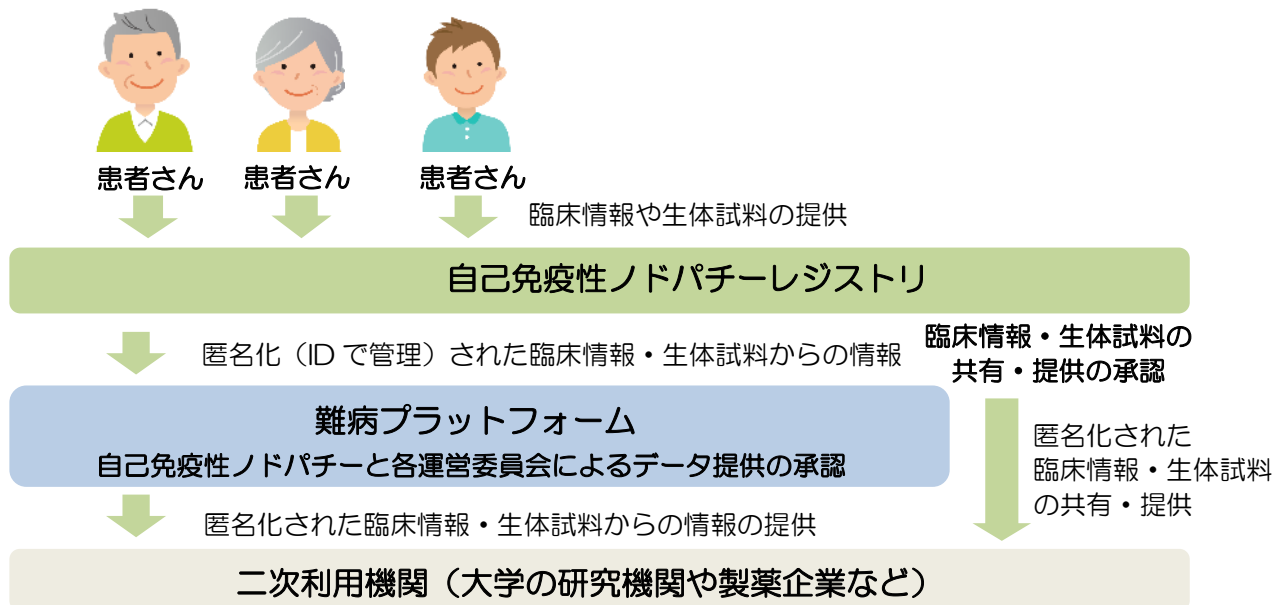 患者さん
患者さん
患者さん
臨床情報や生体試料の提供
自己免疫性ノドパチーレジストリ
匿名化（ID で管理）された臨床情報・生体試料からの情報
臨床情報・生体試料の
共有・提供の承認
難病プラットフォーム
自己免疫性ノドパチーと各運営委員会によるデータ提供の承認
匿名化された
臨床情報・生体試料
の共有・提供
匿名化された臨床情報・生体試料からの情報の提供
二次利用機関（大学の研究機関や製薬企業など）